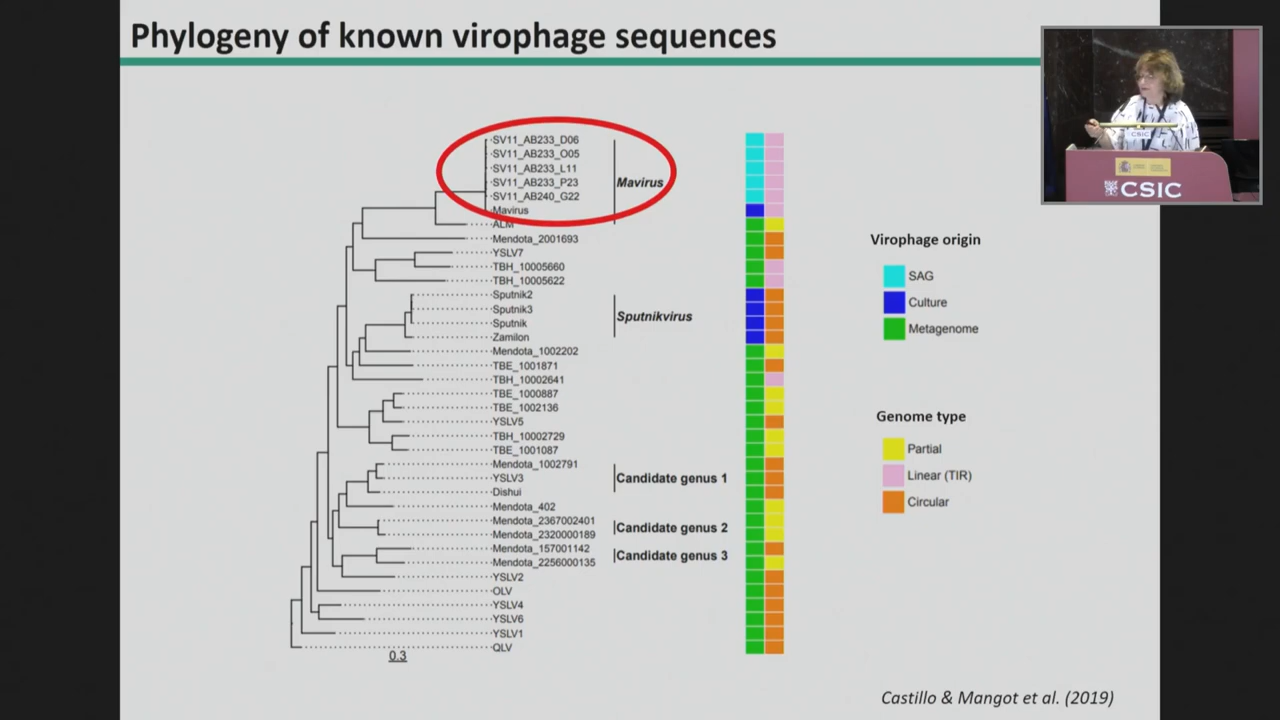 Phylogeny of known virophage sequences
SV11_AB233_D06
SV11_AB233_O05
SV11_AB233_L11
SV11_AB233_P23
SV11_AB240_G22
Mavirus
Mavirus
ALM
Mendota_2001693
YSLV7
TBH_10005660
TBH_10005622
Sputnik2
Sputnik3
Sputnikvirus
Sputnik
Zamilon
Mendota_1002202
TBE_1001871
TBH_10002641
TBE_1000887
TBE_1002136
YSLV5
TBH_10002729
TBE_1001087
Mendota_1002791
YSLV3
Candidate genus 1
Dishui
Mendota_402
Mendota_2367002401
Candidate genus 2
Mendota_2320000189
Mendota_157001142
Candidate genus 3
Mendota_2256000135
YSLV2
OLV
YSLV4
YSLV6
YSLV1
QLV
0.3
Virophage origin
SAG
Culture
Metagenome
Genome type
Partial
Linear (TIR)
Circular
Castillo & Mangot et al. (2019)
CSIC
CSIC